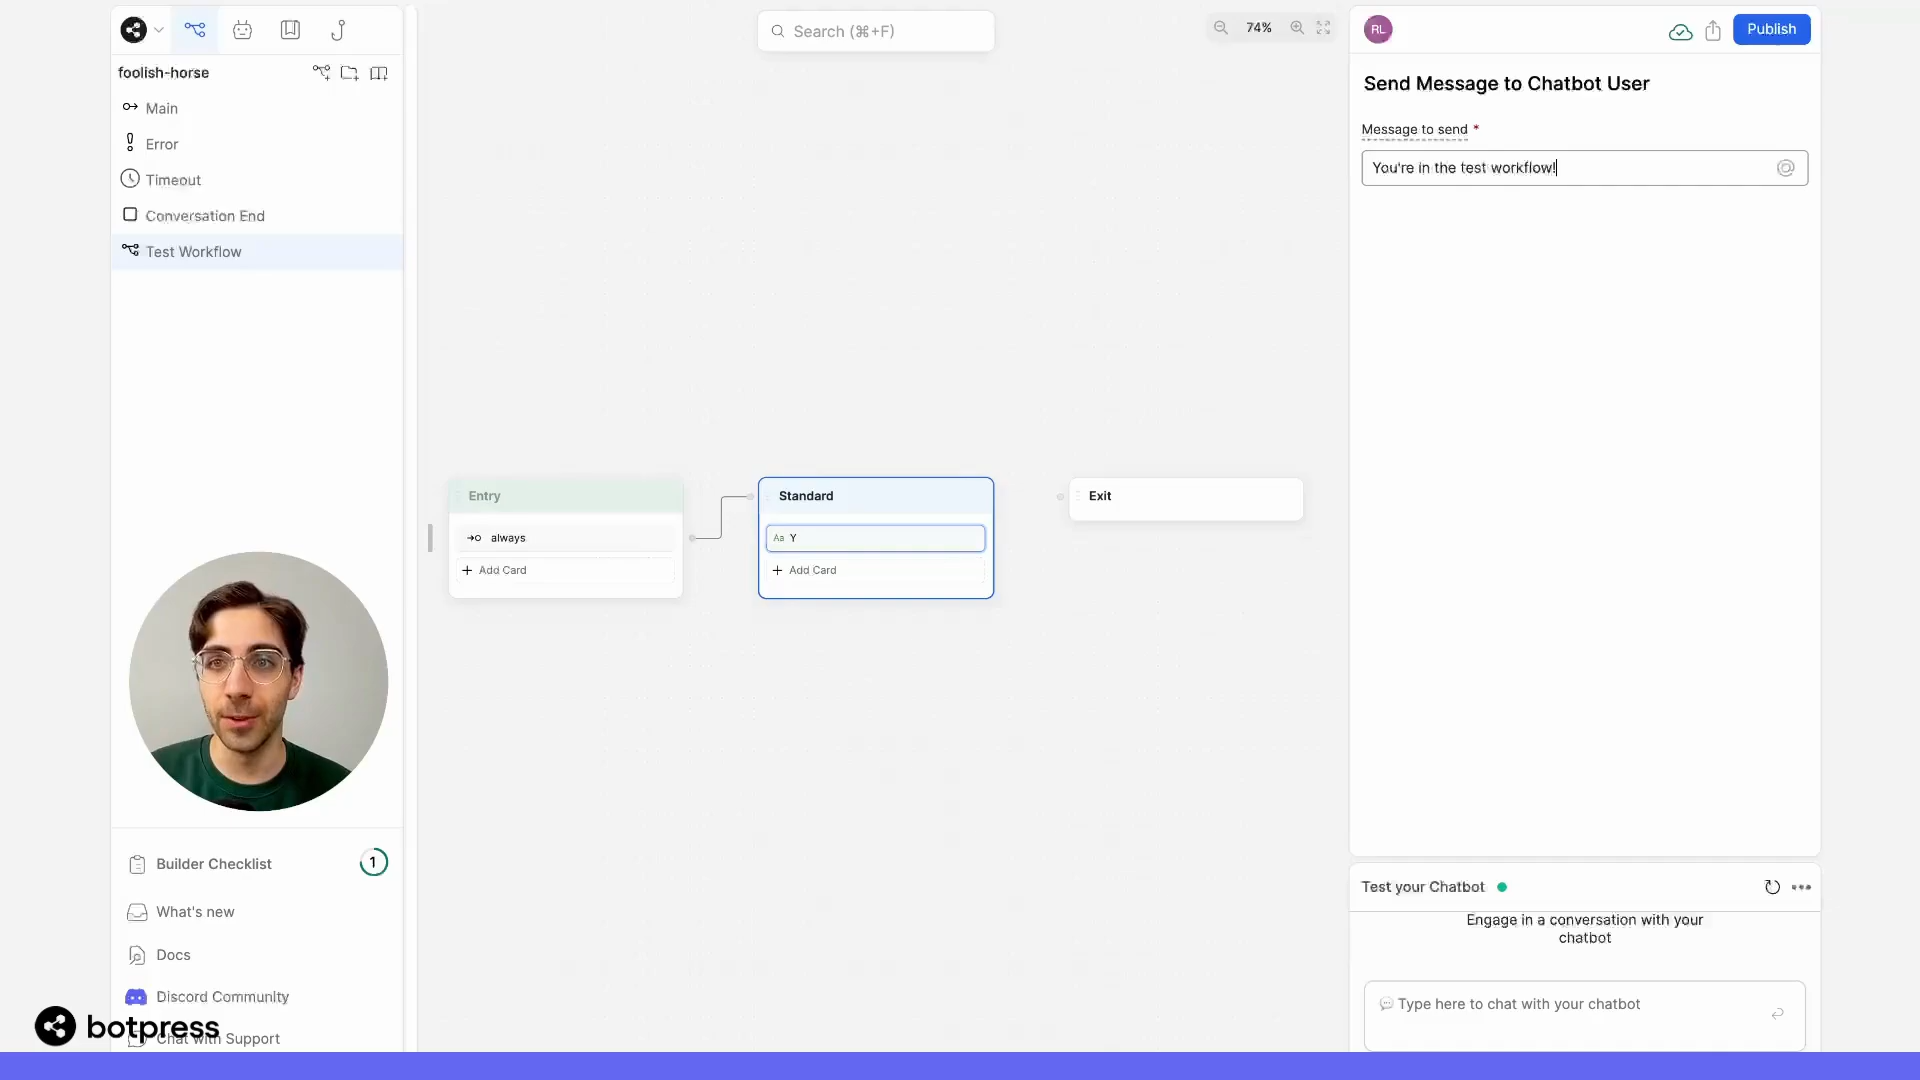 foolish-horse
Main
Error
Timeout
Conversation End
Test Workflow
Builder Checklist
1
What's new
Docs
Discord Community
Chat with Support
botpress
Search (⌘+F)
74%
Entry
always
+ Add Card
Standard
Aa Y
+ Add Card
Exit
RL
Publish
Send Message to Chatbot User
Message to send *
You're in the test workflow!
Test your Chatbot
Engage in a conversation with your
chatbot
Type here to chat with your chatbot